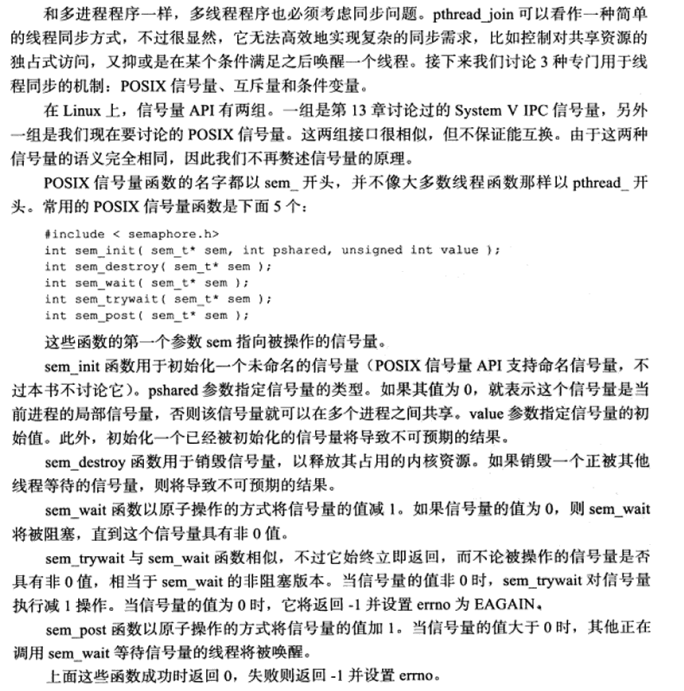 和多进程程序一样，多线程程序也必须考虑同步问题。pthread_join 可以看作一种简单
的线程同步方式，不过很显然，它无法高效地实现复杂的同步需求，比如控制对共享资源的
独占式访问，又抑或是在某个条件满足之后唤醒一个线程。接下来我们讨论 3 种专门用于线
程同步的机制：POSIX 信号量、互斥量和条件变量。
在 Linux 上，信号量 API 有两组。一组是第 13 章讨论过的 System V IPC 信号量，另外
一组是我们现在要讨论的 POSIX 信号量。这两组接口很相似，但不保证能互换。由于这两种
信号量的语义完全相同，因此我们不再赘述信号量的原理。
POSIX 信号量函数的名字都以 sem_ 开头，并不像大多数线程函数那样以 pthread_ 开
头。常用的 POSIX 信号量函数是下面 5 个：
#include < semaphore.h>
int sem_init( sem_t* sem, int pshared, unsigned int value );
int sem_destroy( sem_t* sem );
int sem_wait( sem_t* sem );
int sem_trywait( sem_t* sem );
int sem_post( sem_t* sem );
这些函数的第一个参数 sem 指向被操作的信号量。
sem_init 函数用于初始化一个未命名的信号量（POSIX 信号量 API 支持命名信号量，不
过本书不讨论它）。pshared 参数指定信号量的类型。如果其值为 0，就表示这个信号量是当
前进程的局部信号量，否则该信号量就可以在多个进程之间共享。value 参数指定信号量的初
始值。此外，初始化一个已经被初始化的信号量将导致不可预期的结果。
sem_destroy 函数用于销毁信号量，以释放其占用的内核资源。如果销毁一个正被其他
线程等待的信号量，则将导致不可预期的结果。
sem_wait 函数以原子操作的方式将信号量的值减 1。如果信号量的值为 0，则 sem_wait
将被阻塞，直到这个信号量具有非 0 值。
sem_trywait 与 sem_wait 函数相似，不过它始终立即返回，而不论被操作的信号量是否
具有非 0 值，相当于 sem_wait 的非阻塞版本。当信号量的值非 0 时，sem_trywait 对信号量
执行减 1 操作。当信号量的值为 0 时，它将返回 -1 并设置 errno 为 EAGAIN。
sem_post 函数以原子操作的方式将信号量的值加 1。当信号量的值大于 0 时，其他正在
调用 sem_wait 等待信号量的线程将被唤醒。
上面这些函数成功时返回 0，失败则返回 -1 并设置 errno。